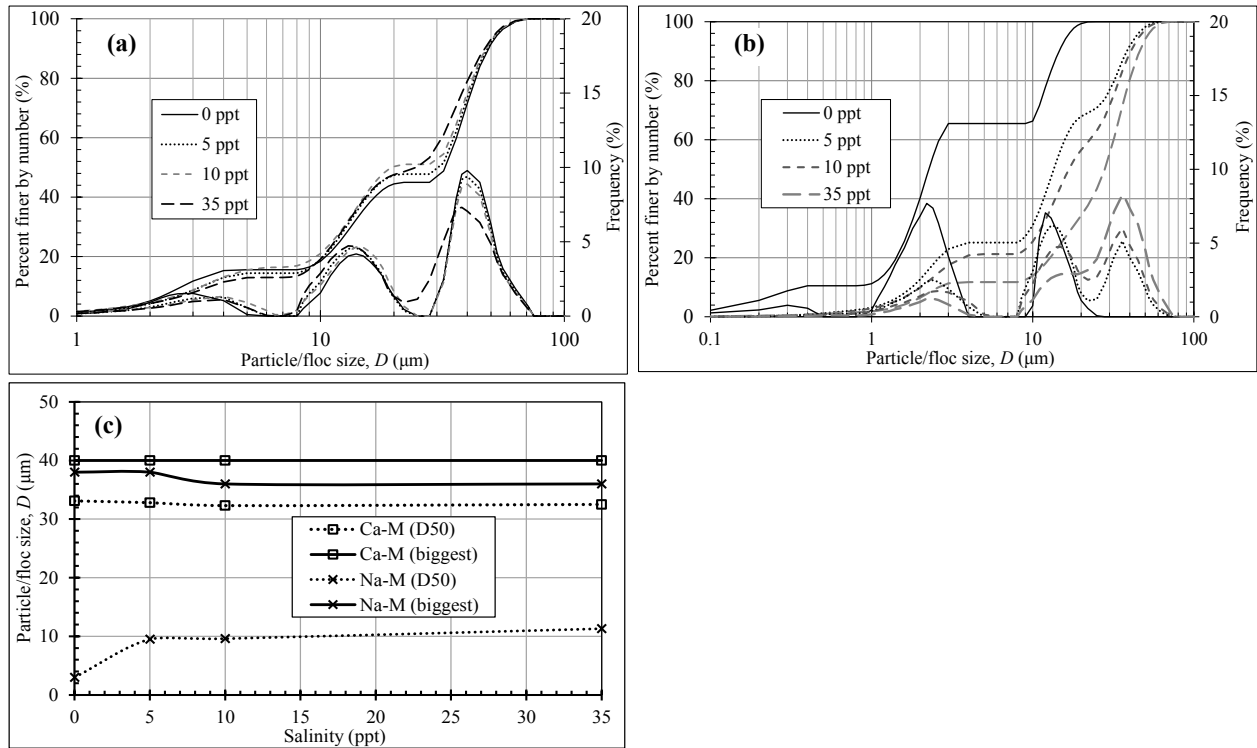 (a)
Percent finer by number (%)
100
80
60
40
20
0
0 ppt
5 ppt
10 ppt
35 ppt
20
15
10
5
0
Frequency (%)
1
10
100
Particle/floc size, D (μm)
(b)
Percent finer by number (%)
100
80
60
40
20
0
0 ppt
5 ppt
10 ppt
35 ppt
20
15
10
5
0
Frequency (%)
0.1
1
10
100
Particle/floc size, D (μm)
(c)
Particle/floc size, D (μm)
50
40
30
20
10
0
Ca-M (D50)
Ca-M (biggest)
Na-M (D50)
Na-M (biggest)
0 5 10 15 20 25 30 35
Salinity (ppt)